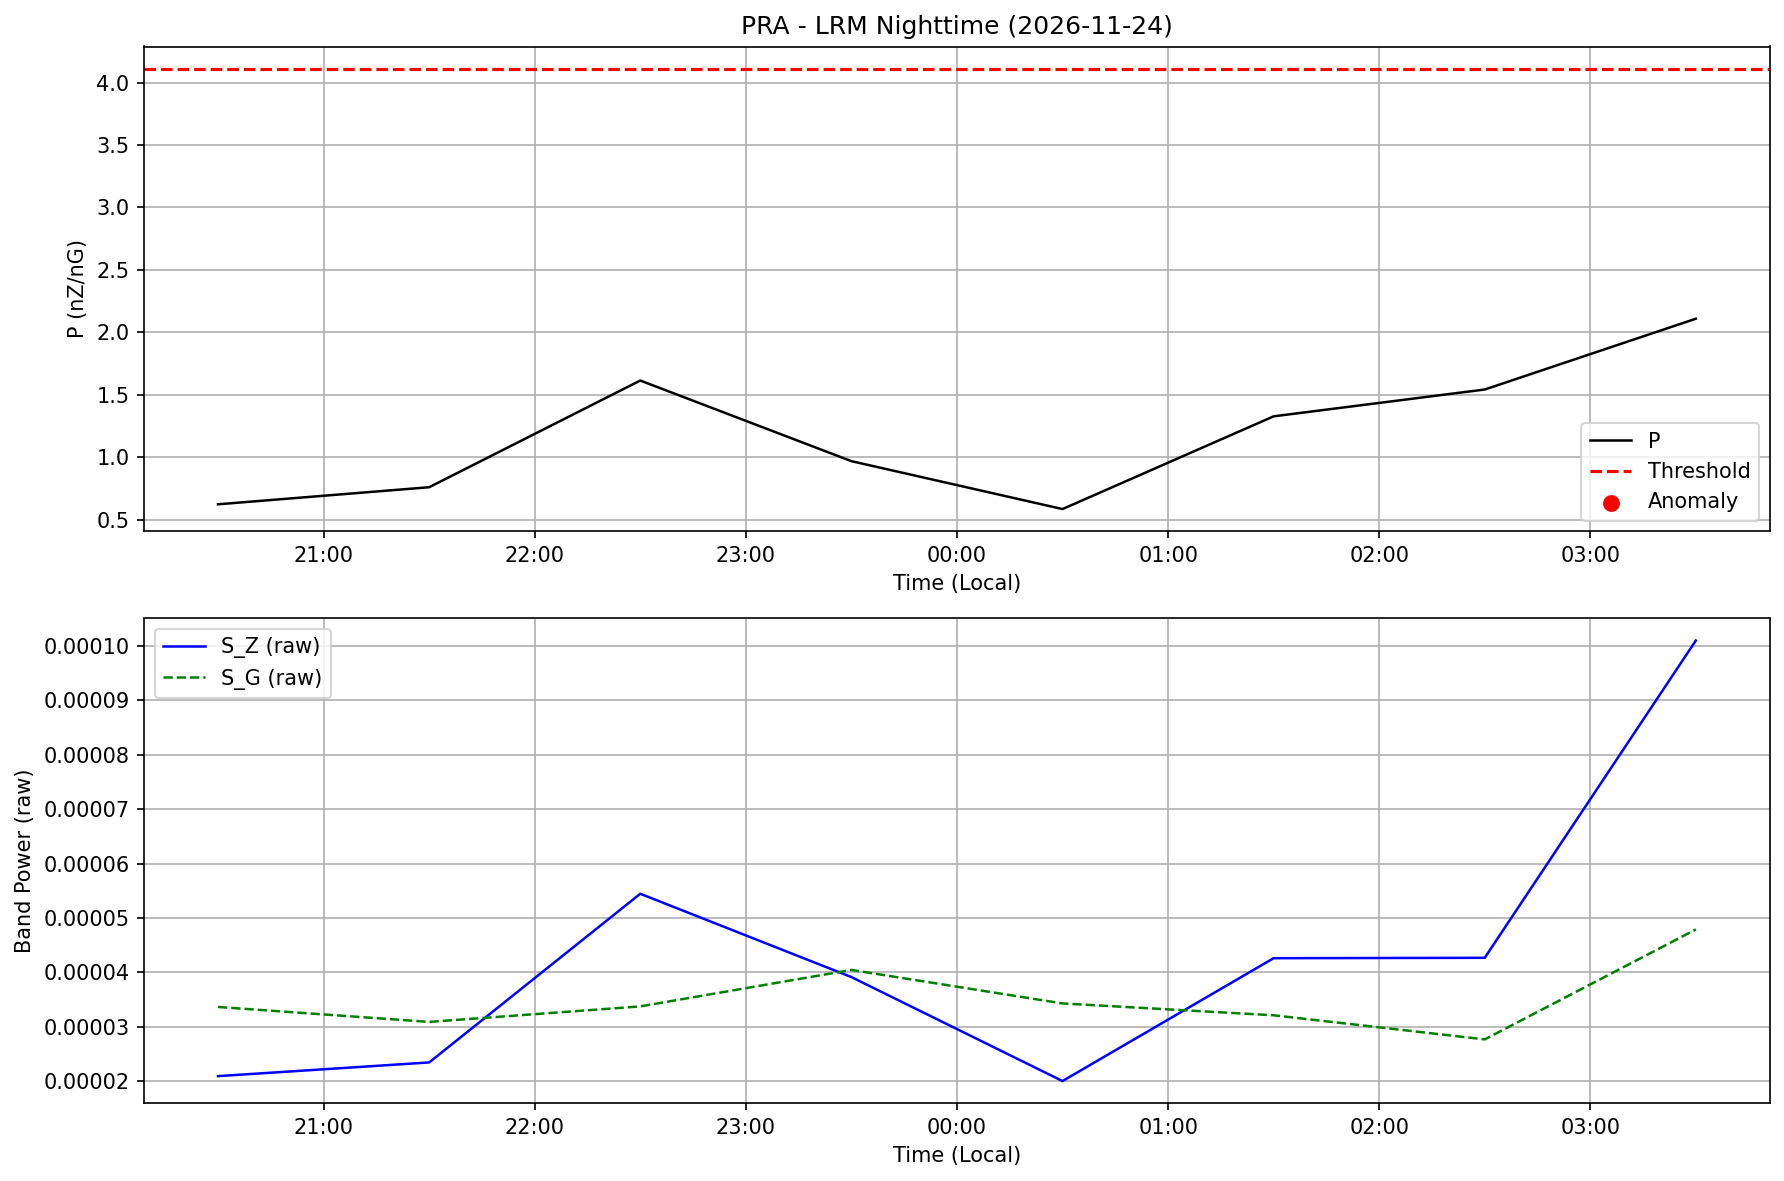 PRA - LRM Nighttime (2026-11-24)
P (nZ/nG)
4.0
3.5
3.0
2.5
2.0
1.5
1.0
0.5
P
Threshold
Anomaly
21:00 22:00 23:00 00:00 01:00 02:00 03:00
Time (Local)
Band Power (raw)
0.00010
0.00009
0.00008
0.00007
0.00006
0.00005
0.00004
0.00003
0.00002
S_Z (raw)
S_G (raw)
21:00 22:00 23:00 00:00 01:00 02:00 03:00
Time (Local)